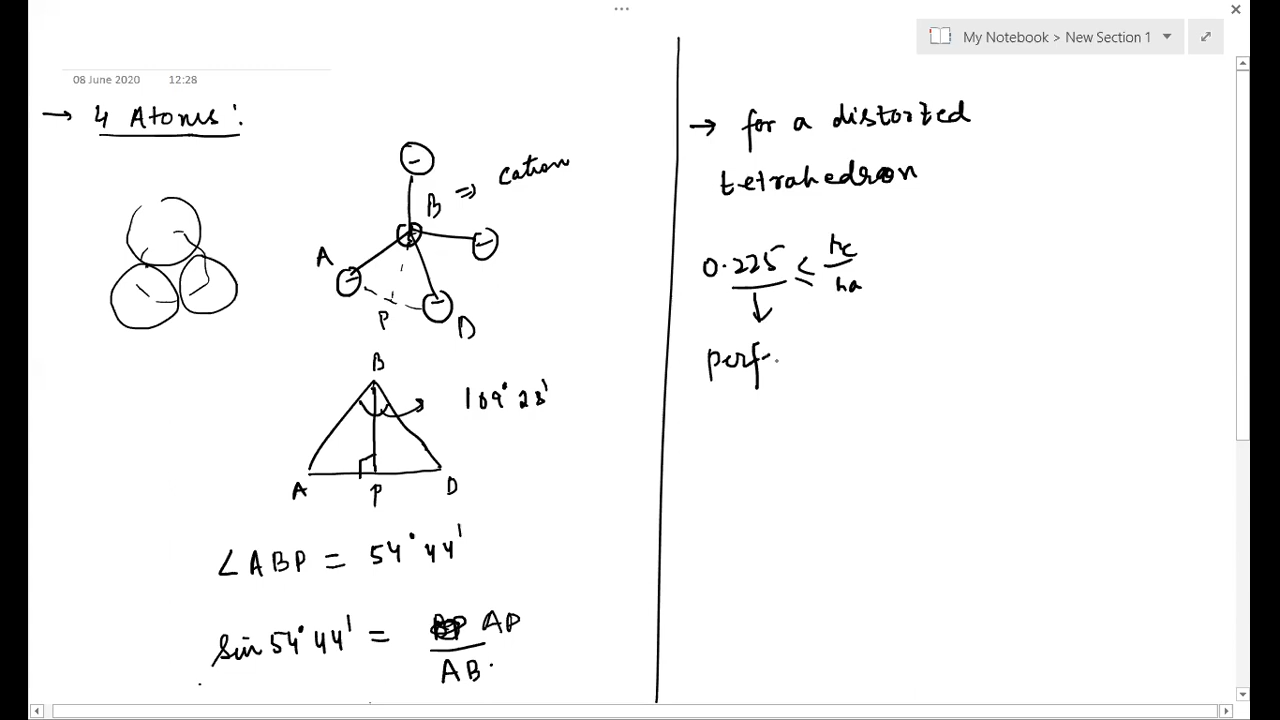 My Notebook > New Section 1
08 June 2020 12:28
→ 4 Atoms :
B ⇒ cation
A
P
D
B
109° 28'
A P D
∠ABP = 54° 44'
sin 54° 44' = AP
AB
→ for a distorted
tetrahedron
0.225 ≤ rc
ra
perf